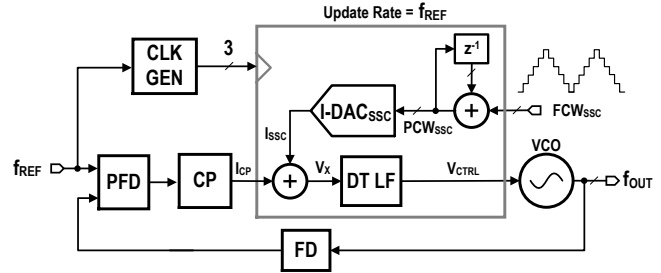 Update Rate = fREF
CLK
GEN
3
z-1
I-DACSSC
PCWSSC
FCWSSC
ISSC
fREF
PFD
CP
ICP
VX
DT LF
VCTRL
VCO
fOUT
FD